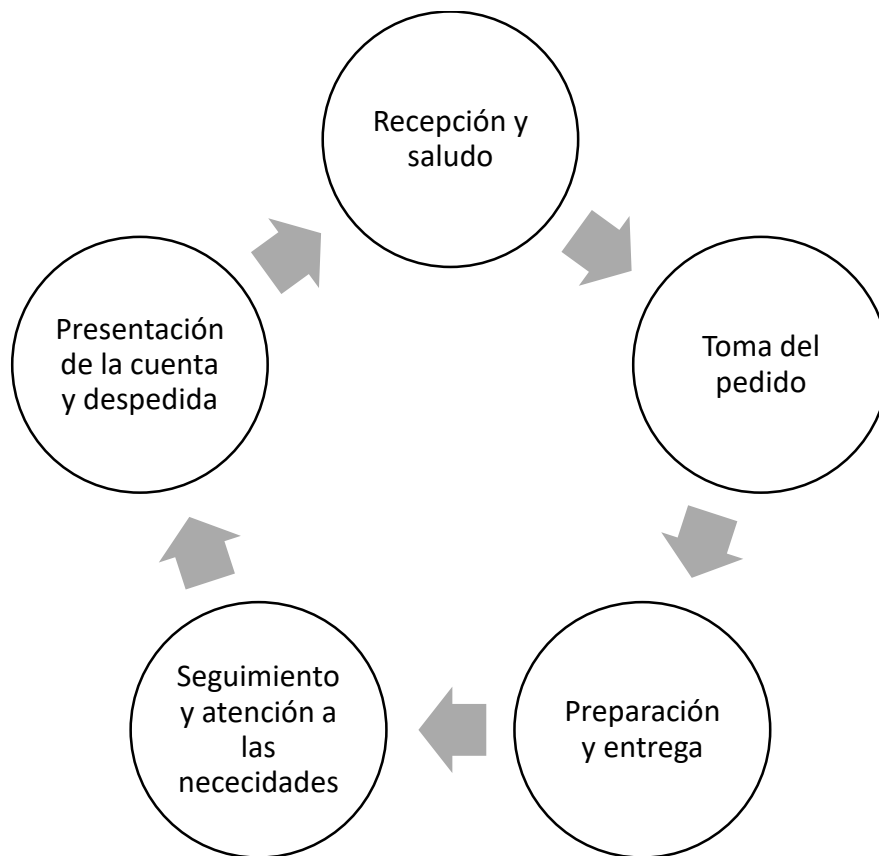 Recepción y
saludo
Toma del
pedido
Preparación
y entrega
Seguimiento
y atención a
las
nececidades
Presentación
de la cuenta
y despedida